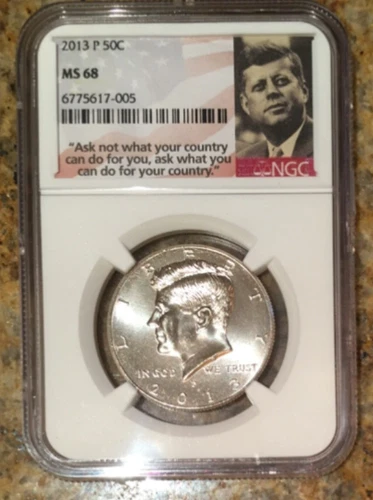 2013 P 50C
MS 68
6775617-005
"Ask not what your country
can do for you, ask what you
can do for your country."
NGC
LIBERTY
IN GOD WE TRUST
P
2013